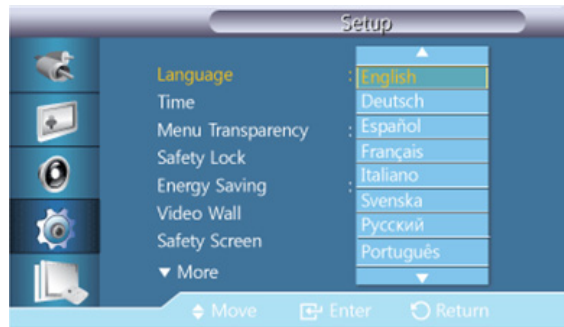 Setup
Language : English
Time Deutsch
Menu Transparency : Español
Safety Lock Français
Energy Saving : Italiano
Video Wall Svenska
Safety Screen Русский
▼ More Português
Move Enter Return